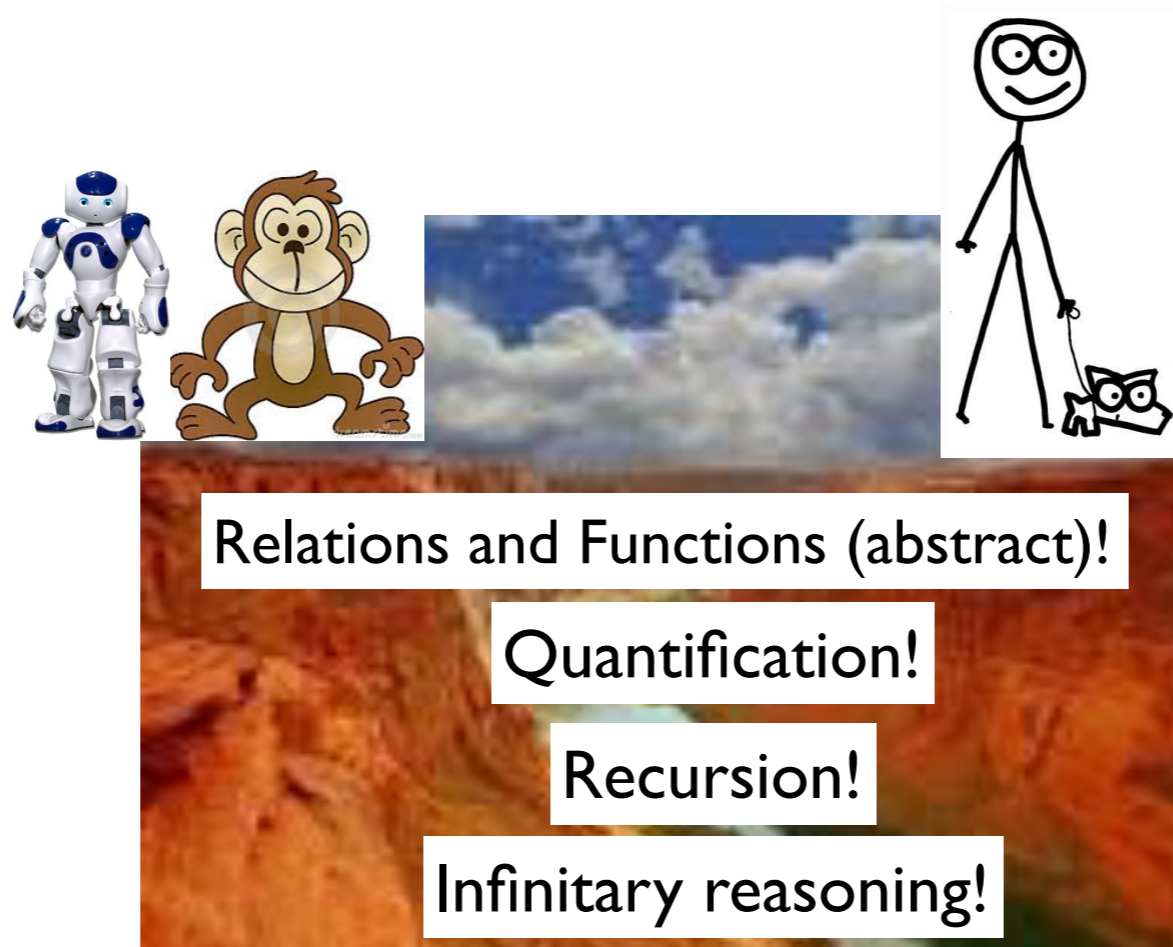 Relations and Functions (abstract)!
Quantification!
Recursion!
Infinitary reasoning!